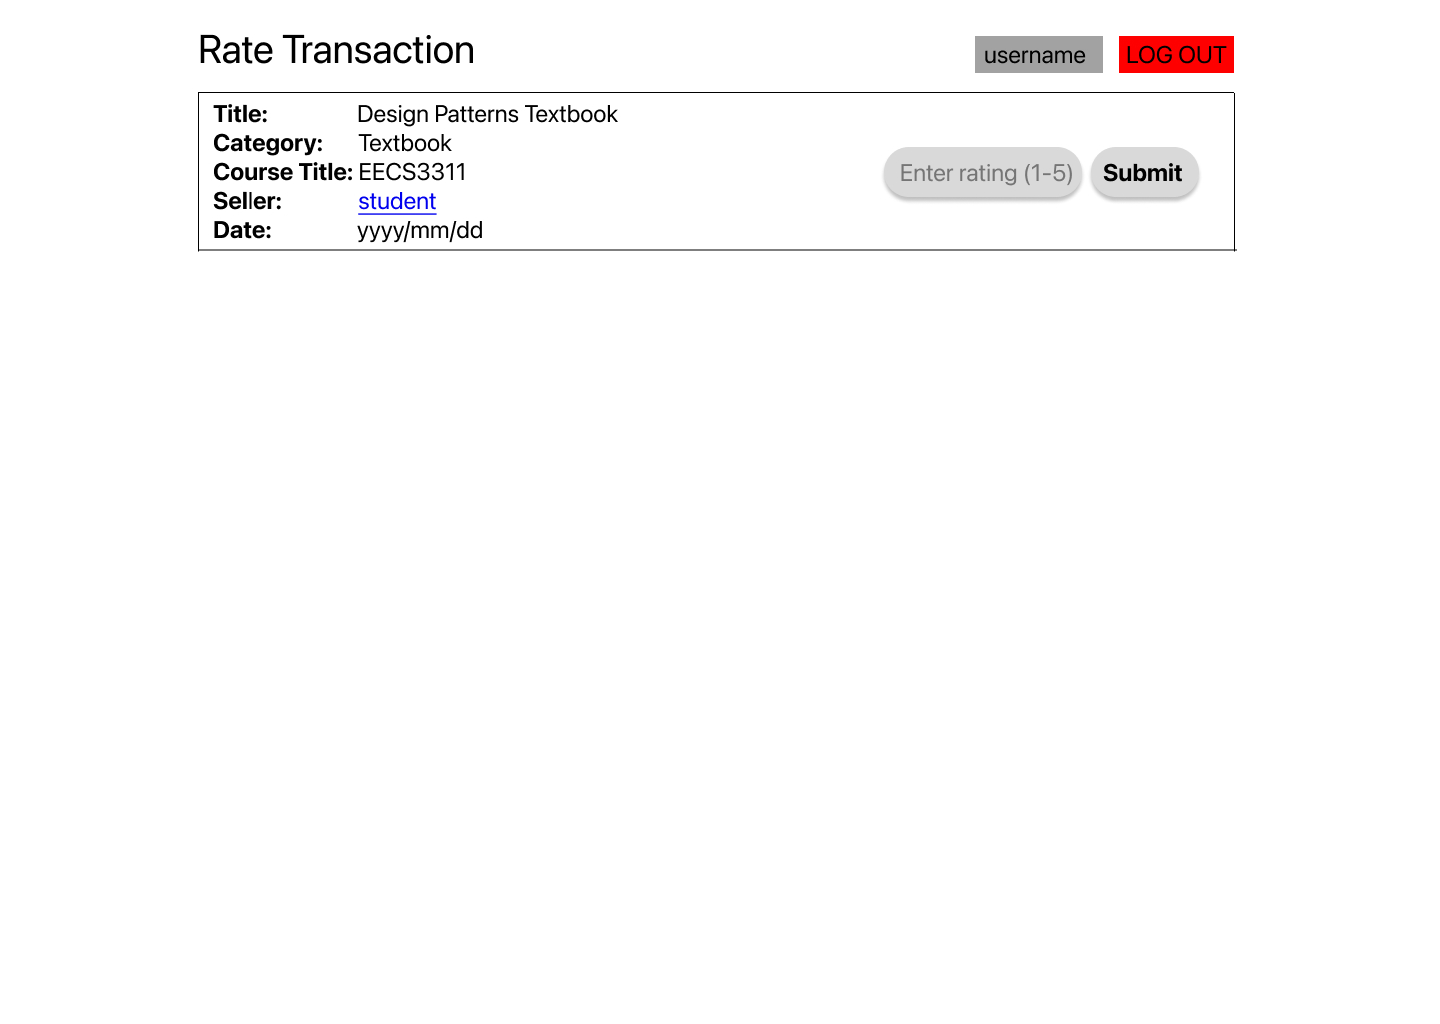 Rate Transaction
username
LOG OUT
Title: Design Patterns Textbook
Category: Textbook
Course Title: EECS3311
Seller: student
Date: yyyy/mm/dd
Enter rating (1-5)
Submit